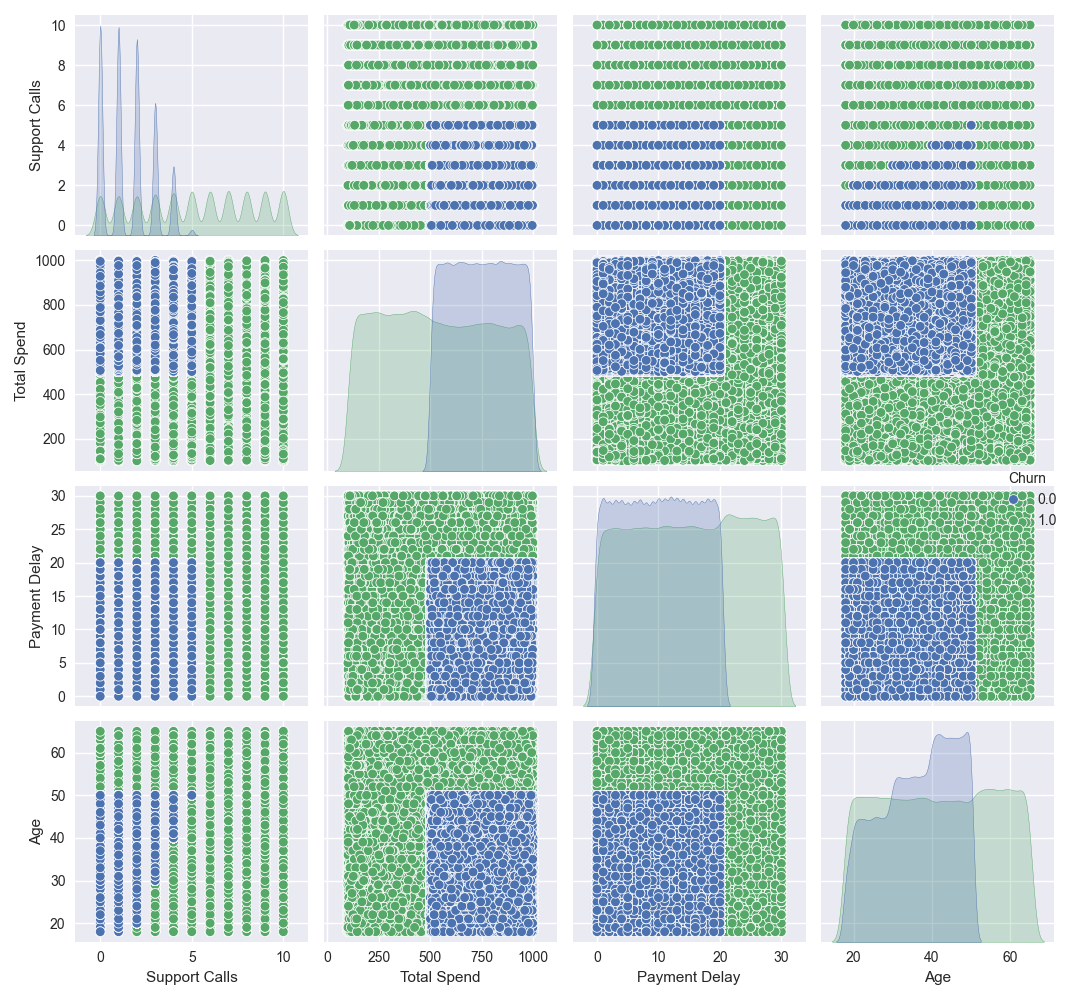 Support Calls
10
8
6
4
2
0
Total Spend
1000
800
600
400
200
Churn
0.0
1.0
Payment Delay
30
25
20
15
10
5
0
Age
60
50
40
30
20
0 5 10
0 250 500 750 1000
0 10 20 30
20 40 60
Support Calls Total Spend Payment Delay Age